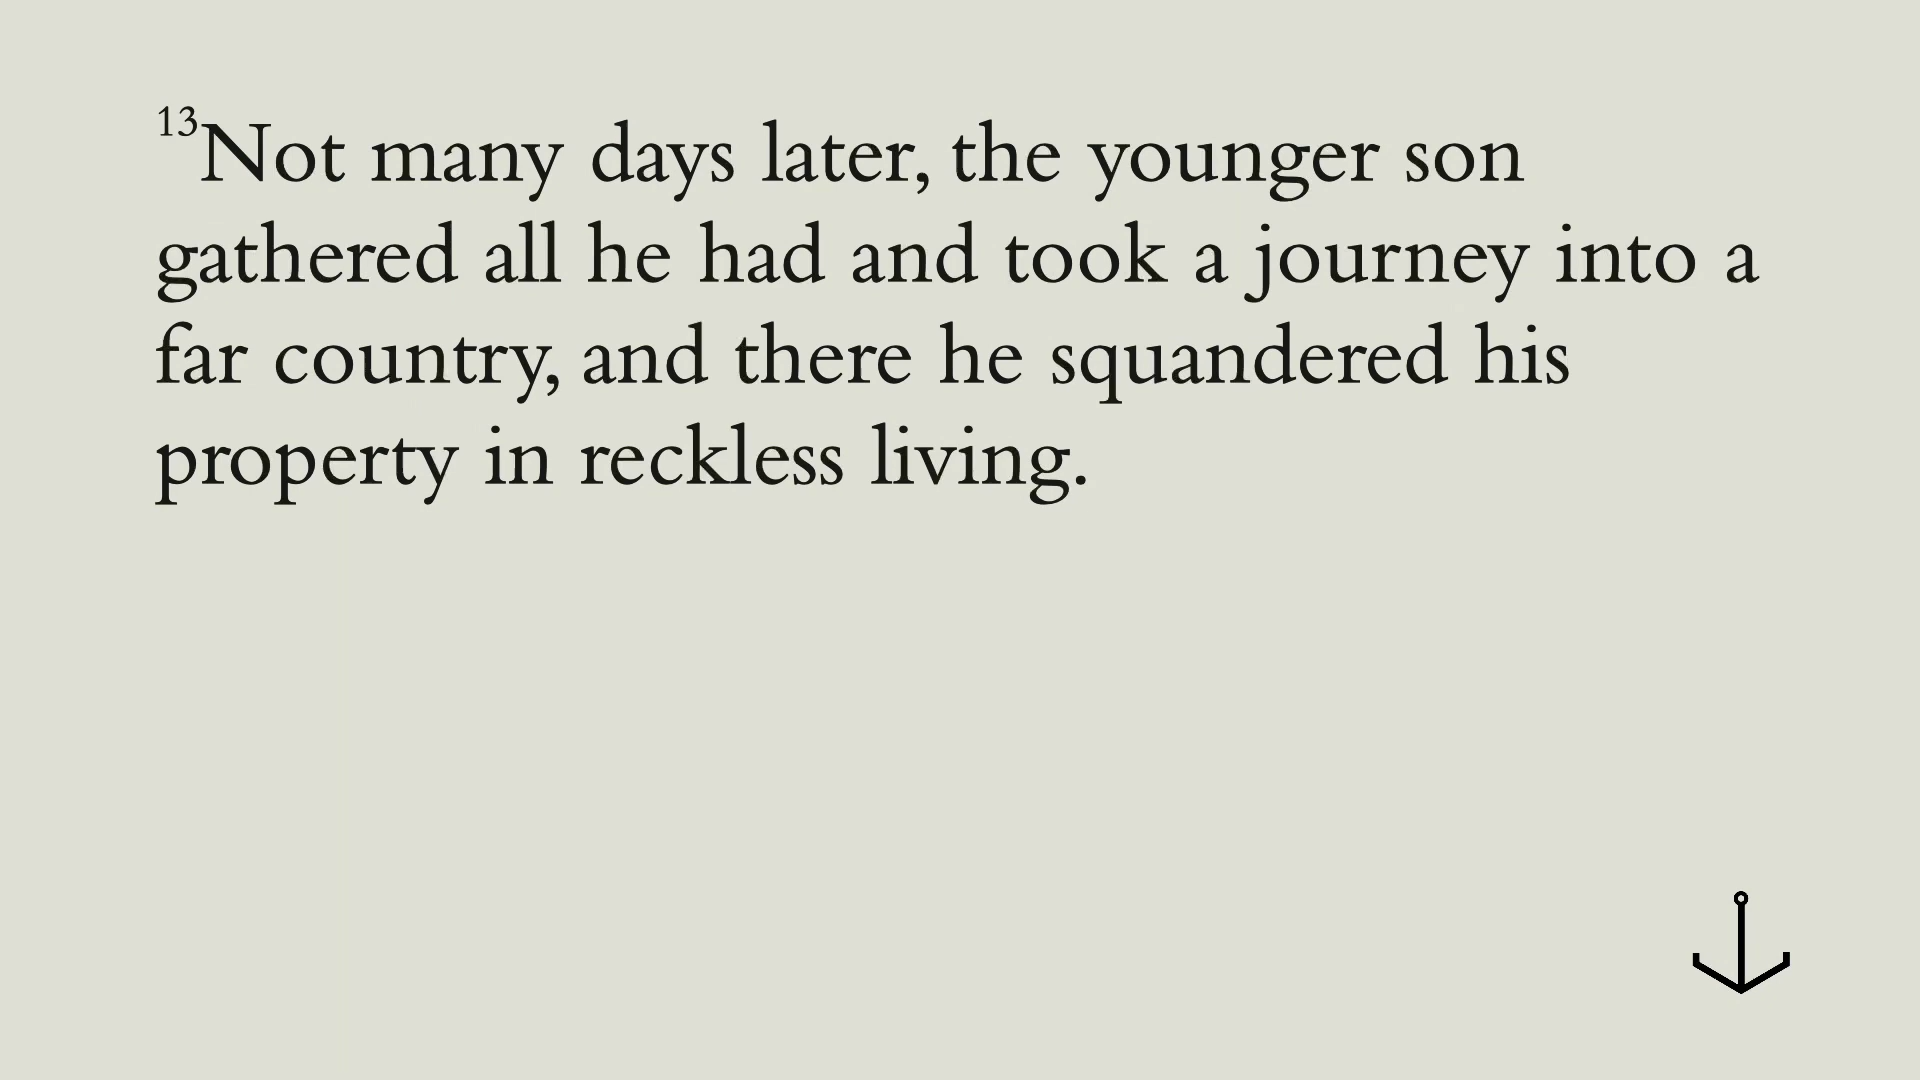 13Not many days later, the younger son
gathered all he had and took a journey into a
far country, and there he squandered his
property in reckless living.